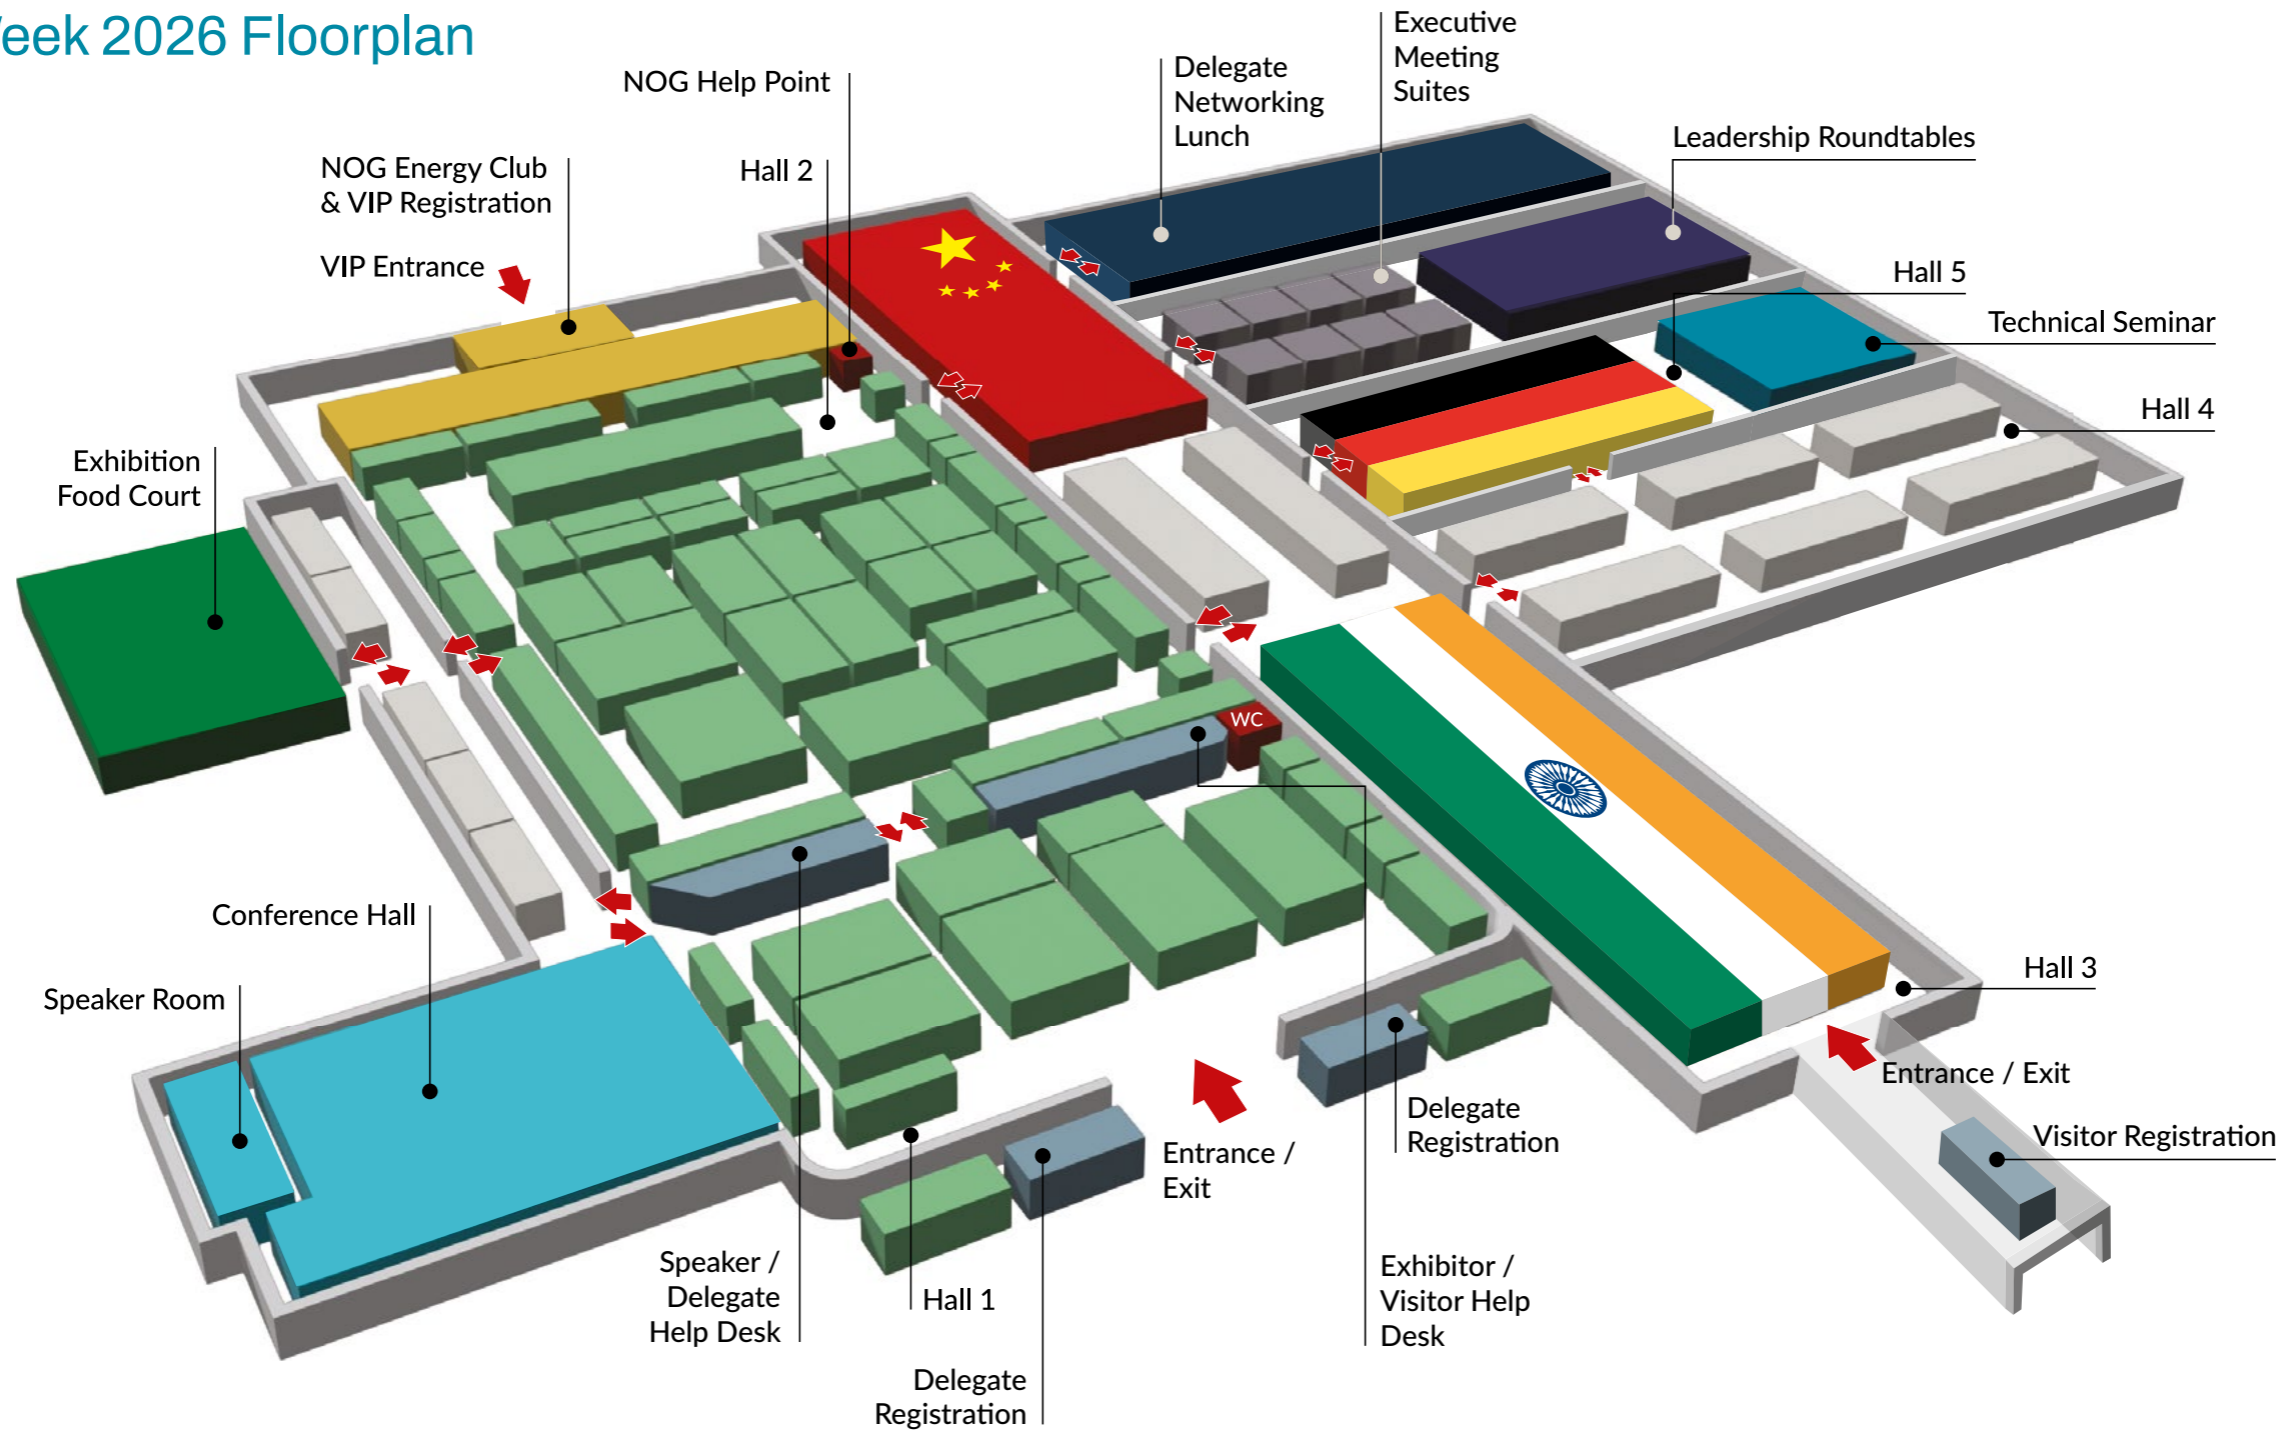 Week 2026 Floorplan
NOG Help Point
Executive
Meeting
Suites
Delegate
Networking
Lunch
Leadership Roundtables
NOG Energy Club
& VIP Registration
Hall 2
VIP Entrance
Hall 5
Technical Seminar
Hall 4
Exhibition
Food Court
WC
Conference Hall
Speaker Room
Hall 3
Entrance / Exit
Delegate
Registration
Visitor Registration
Entrance /
Exit
Speaker /
Delegate
Help Desk
Hall 1
Exhibitor /
Visitor Help
Desk
Delegate
Registration